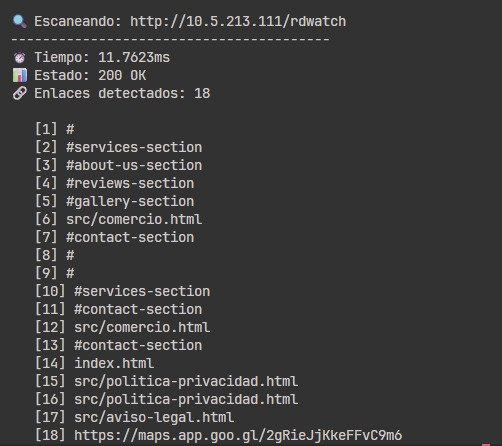 🔍 Escaneando: http://10.5.213.111/rdwatch
----------------------------------------
⏱️ Tiempo: 11.7623ms
📊 Estado: 200 OK
🔗 Enlaces detectados: 18
[1] #
[2] #services-section
[3] #about-us-section
[4] #reviews-section
[5] #gallery-section
[6] src/comercio.html
[7] #contact-section
[8] #
[9] #
[10] #services-section
[11] #contact-section
[12] src/comercio.html
[13] #contact-section
[14] index.html
[15] src/politica-privacidad.html
[16] src/politica-privacidad.html
[17] src/aviso-legal.html
[18] https://maps.app.goo.gl/2gRieJjKkeFFvC9m6